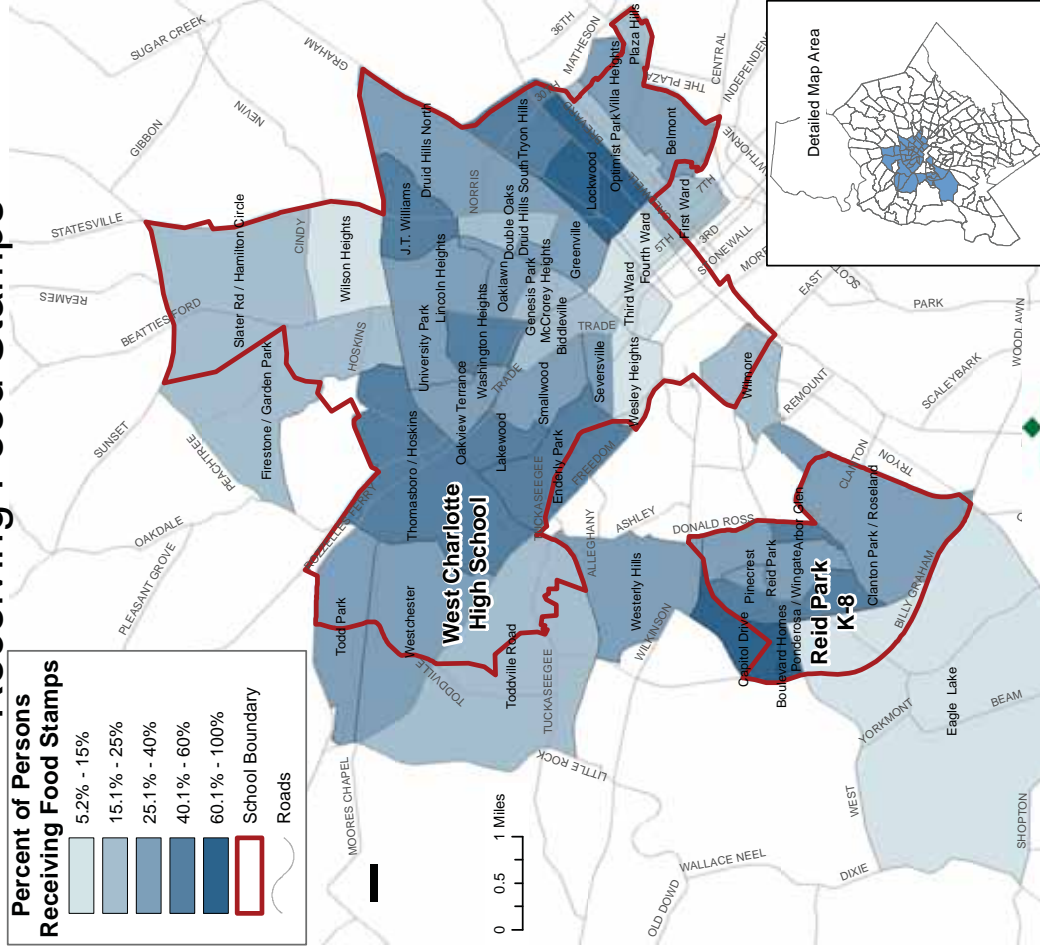 Percent of Persons
Receiving Food Stamps
5.2% - 15%
15.1% - 25%
25.1% - 40%
40.1% - 60%
60.1% - 100%
School Boundary
Roads
SUGAR CREEK
GRAHAM
36TH
MATHESON
Plaza Hills
CENTRAL
THE PLAZA
GIBBON
NEVIN
30TH
Optimist Park
Villa Heights
Belmont
STATESVILLE
Druid Hills North
Tryon Hills
Lockwood
7TH
First Ward
Detailed Map Area
REAMES
BEATTIES FORD
Slater Rd / Hamilton Circle
CINDY
Wilson Heights
J.T. Williams
NORRIS
Double Oaks
Druid Hills South
Greenville
Fourth Ward
5TH
3RD
STONEWALL
EAST
PARK
Lincoln Heights
Oaklawn
Genesis Park
McCrorey Heights
Biddleville
Third Ward
TRADE
HOSKINS
University Park
Washington Heights
TRADE
Firestone / Garden Park
SUNSET
PEACHTREE
Oakview Terrance
Smallwood
Seversville
Wesley Heights
Wilmore
REMOUNT
SCALEYBARK
WOODLAWN
Thomasboro / Hoskins
Lakewood
Enderly Park
FREEDOM
TUCKASEEGEE
OAKDALE
PLEASANT GROVE
West Charlotte
High School
ALLEGHANY
ASHLEY
DONALD ROSS
CLANTON
TRYON
Arbor Glen
Clanton Park / Roseland
Todd Park
Westchester
Toddville Road
TODDVILLE
TUCKASEEGEE
Westerly Hills
WILKINSON
Pinecrest
Reid Park
Ponderosa / Wingate
Capitol Drive
Boulevard Homes
Reid Park
K-8
BILLY GRAHAM
MOORES CHAPEL
LITTLE ROCK
YORKMONT
Eagle Lake
BEAM
WEST
SHOPTON
0 0.5 1 Miles
WALLACE NEEL
OLD DOWD
DIXIE